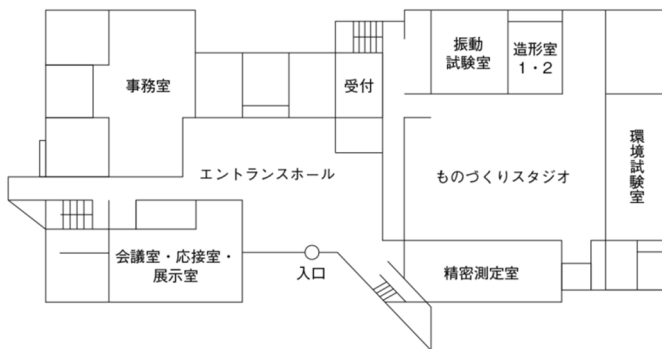 事務室
受付
振動
試験室
造形室
1・2
エントランスホール
ものづくりスタジオ
環境試験室
会議室・応接室・
展示室
入口
精密測定室